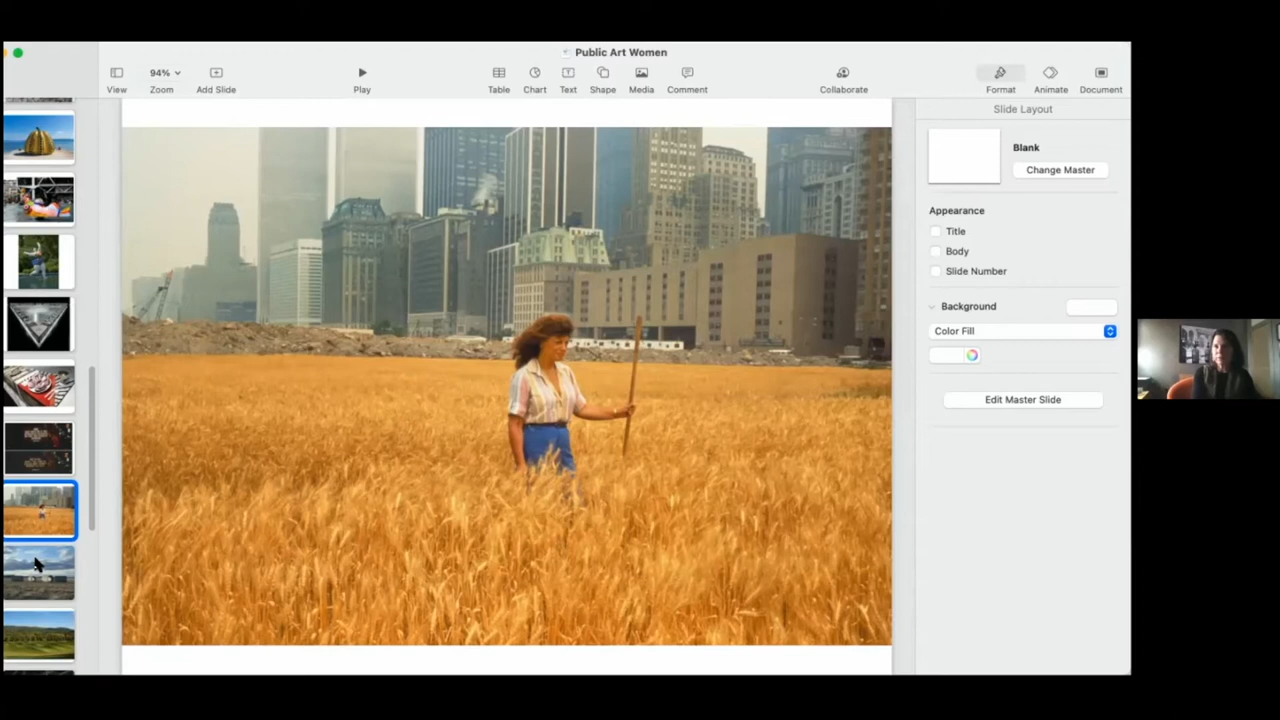 Public Art Women
94%
View Zoom Add Slide Play Table Chart Text Shape Media Comment Collaborate Format Animate Document
Slide Layout
Blank
Change Master
Appearance
Title
Body
Slide Number
Background
Color Fill
Edit Master Slide